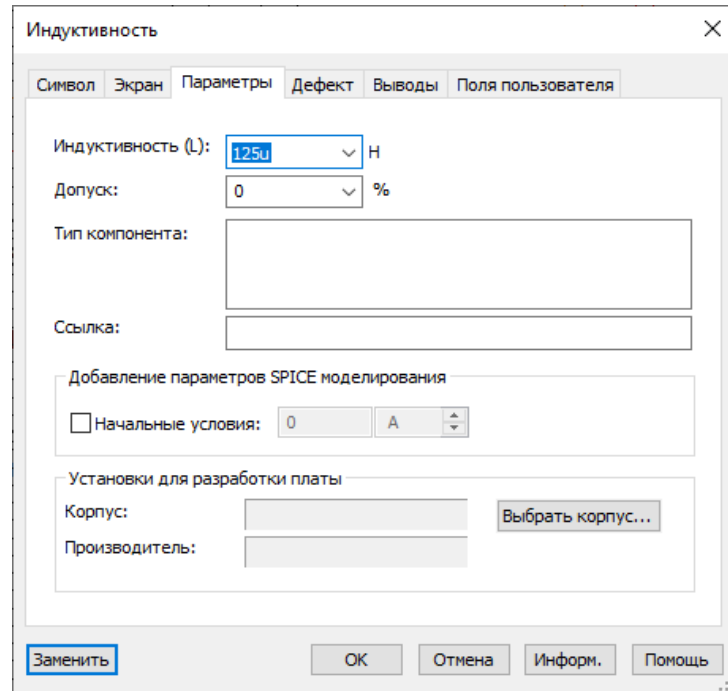 Индуктивность
Символ Экран Параметры Дефект Выводы Поля пользователя
Индуктивность (L): 125u H
Допуск: 0 %
Тип компонента:
Ссылка:
Добавление параметров SPICE моделирования
Начальные условия: 0 A
Установки для разработки платы
Корпус: Выбрать корпус...
Производитель:
Заменить ОК Отмена Информ. Помощь